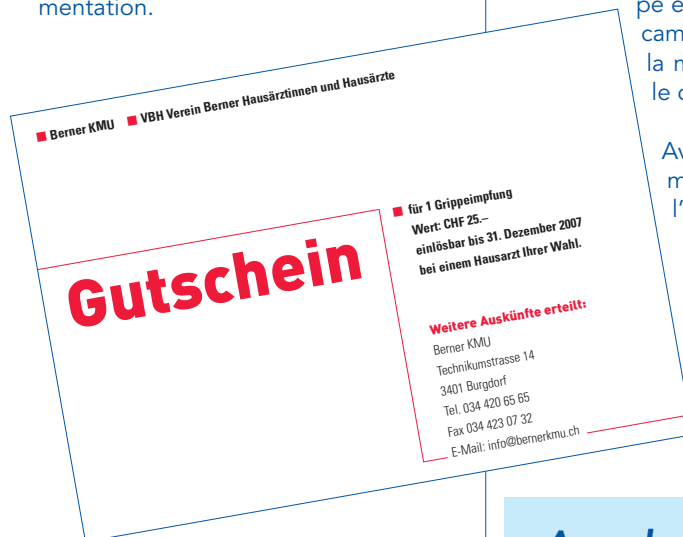 mentation.
■ Berner KMU ■ VBH Verein Berner Hausärztinnen und Hausärzte
Gutschein
■ für 1 Grippeimpfung
Wert: CHF 25.–
einlösbar bis 31. Dezember 2007
bei einem Hausarzt Ihrer Wahl.
Weitere Auskünfte erteilt:
Berner KMU
Technikumstrasse 14
3401 Burgdorf
Tel. 034 420 65 65
Fax 034 423 07 32
E-Mail: info@bernerkmu.ch
la
le